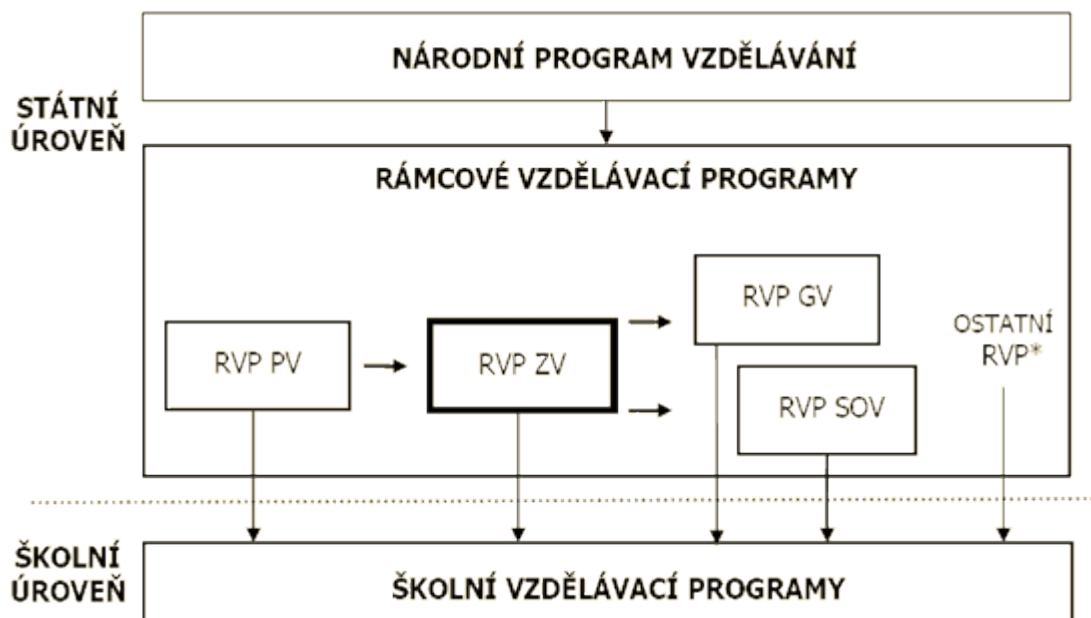 NÁRODNÍ PROGRAM VZDĚLÁVÁNÍ
STÁTNÍ
ÚROVEŇ
RÁMCOVÉ VZDĚLÁVACÍ PROGRAMY
RVP PV
RVP ZV
RVP GV
RVP SOV
OSTATNÍ
RVP*
ŠKOLNÍ
ÚROVEŇ
ŠKOLNÍ VZDĚLÁVACÍ PROGRAMY